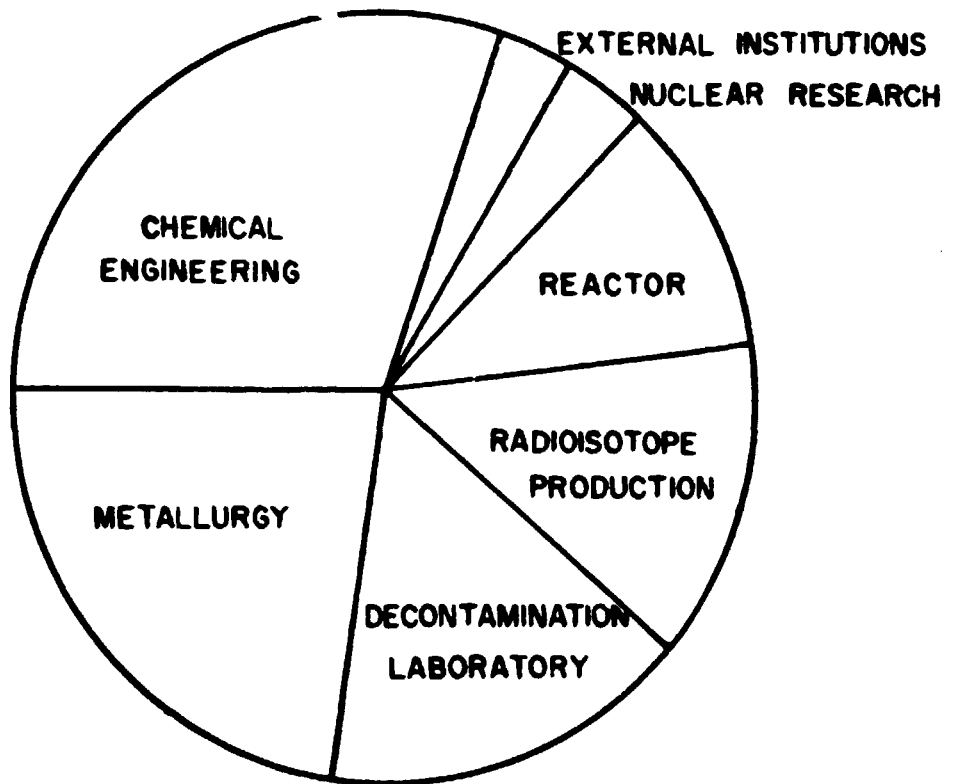 EXTERNAL INSTITUTIONS
NUCLEAR RESEARCH
CHEMICAL
ENGINEERING
REACTOR
RADIOISOTOPE
PRODUCTION
METALLURGY
DECONTAMINATION
LABORATORY